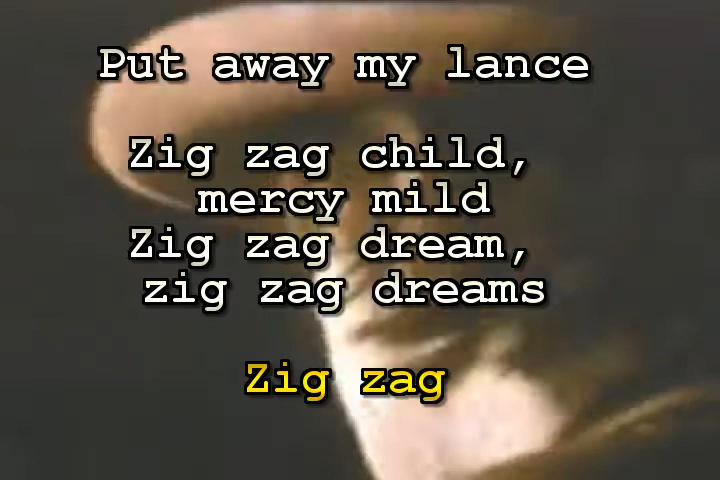 Put away my lance
Zig zag child,
mercy mild
Zig zag dream,
zig zag dreams
Zig zag